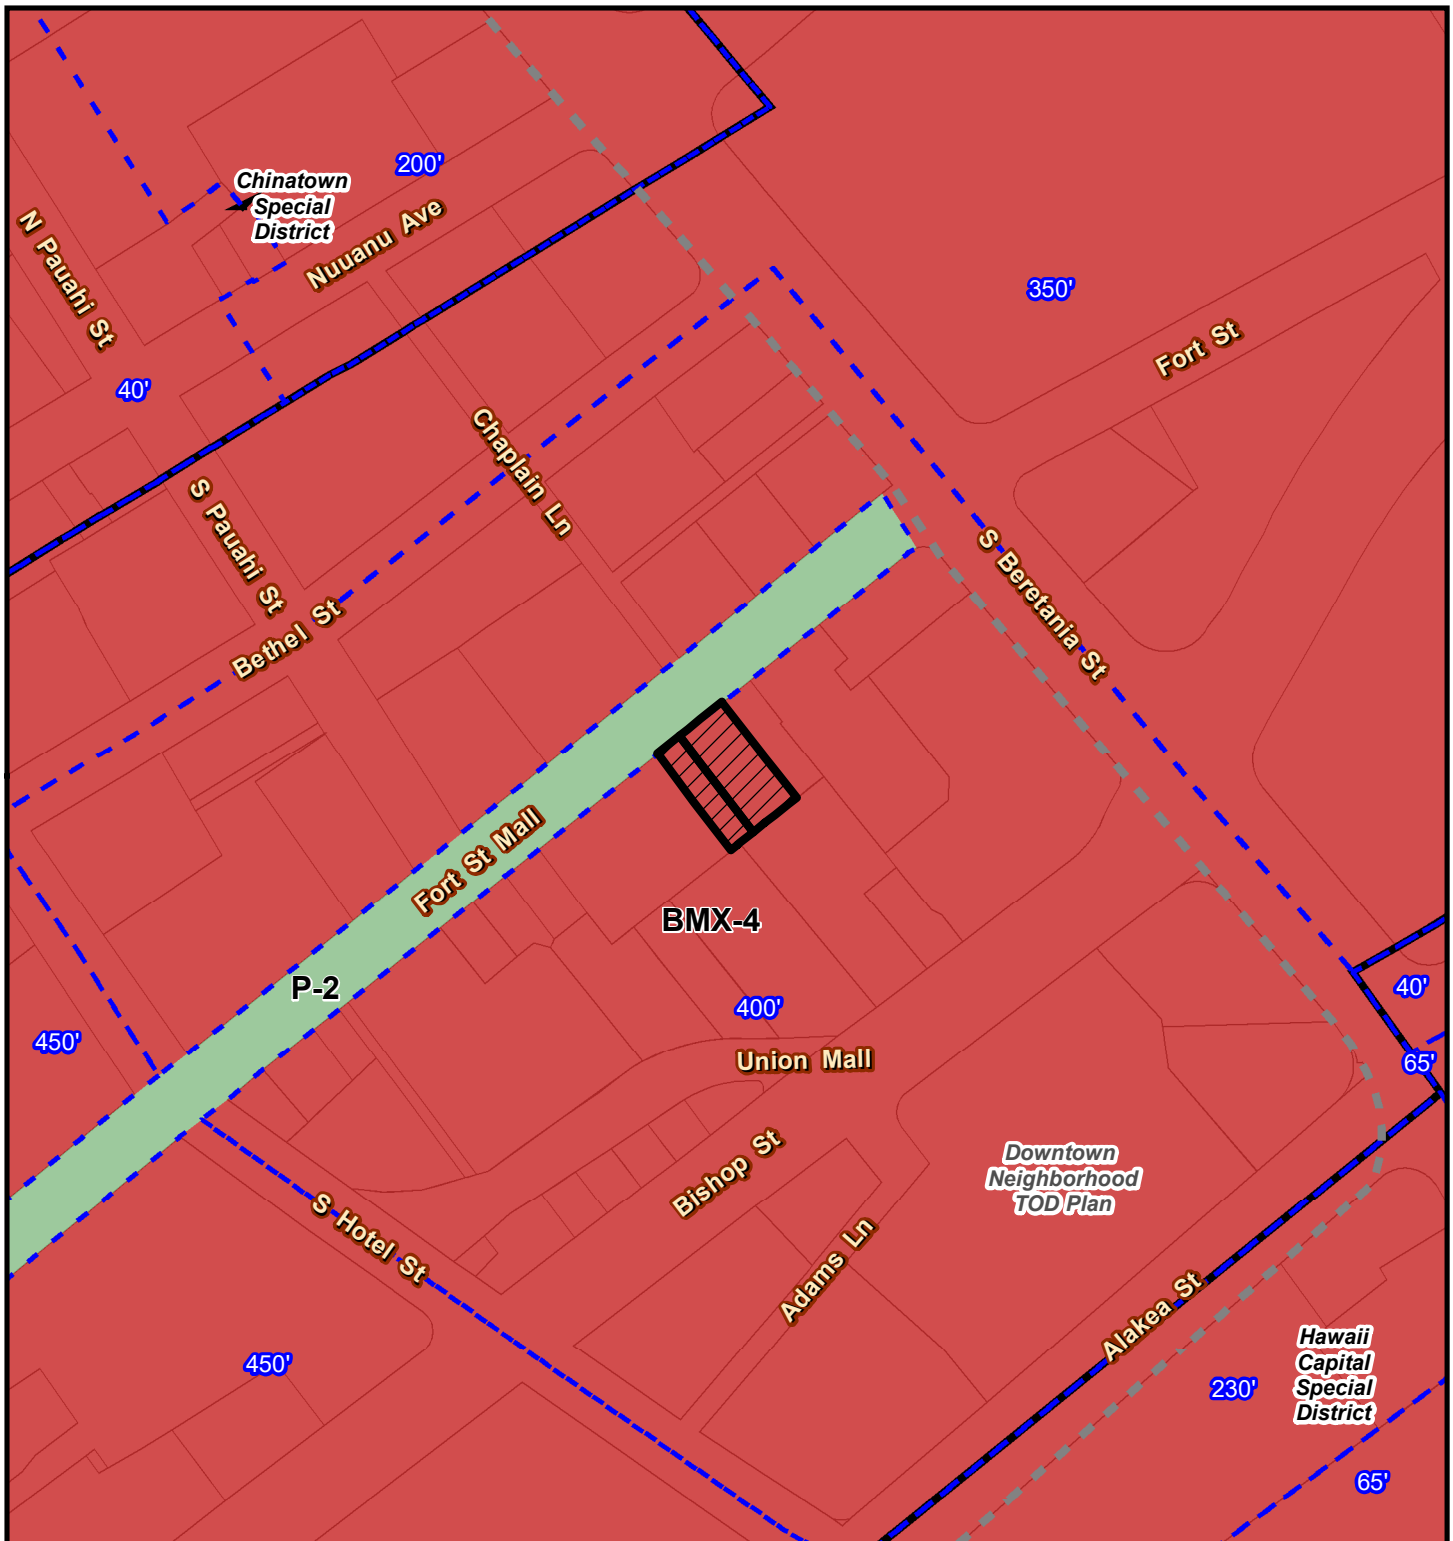 200'
Chinatown
Special
District
Nuuanu Ave
N Pauahi St
350'
Fort St
40'
Chaplain Ln
S Pauahi St
S Beretania St
Bethel St
Fort St Mall
BMX-4
P-2
40'
400'
450'
Union Mall
65'
Bishop St
Downtown
Neighborhood
TOD Plan
S Hotel St
Adams Ln
Alakea St
Hawaii
Capital
Special
District
450'
230'
65'